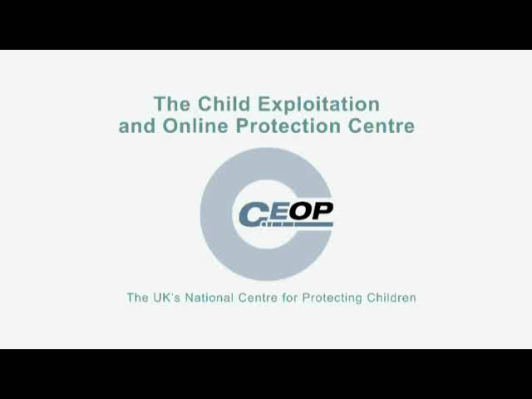 The Child Exploitation
and Online Protection Centre
CEOP
The UK's National Centre for Protecting Children